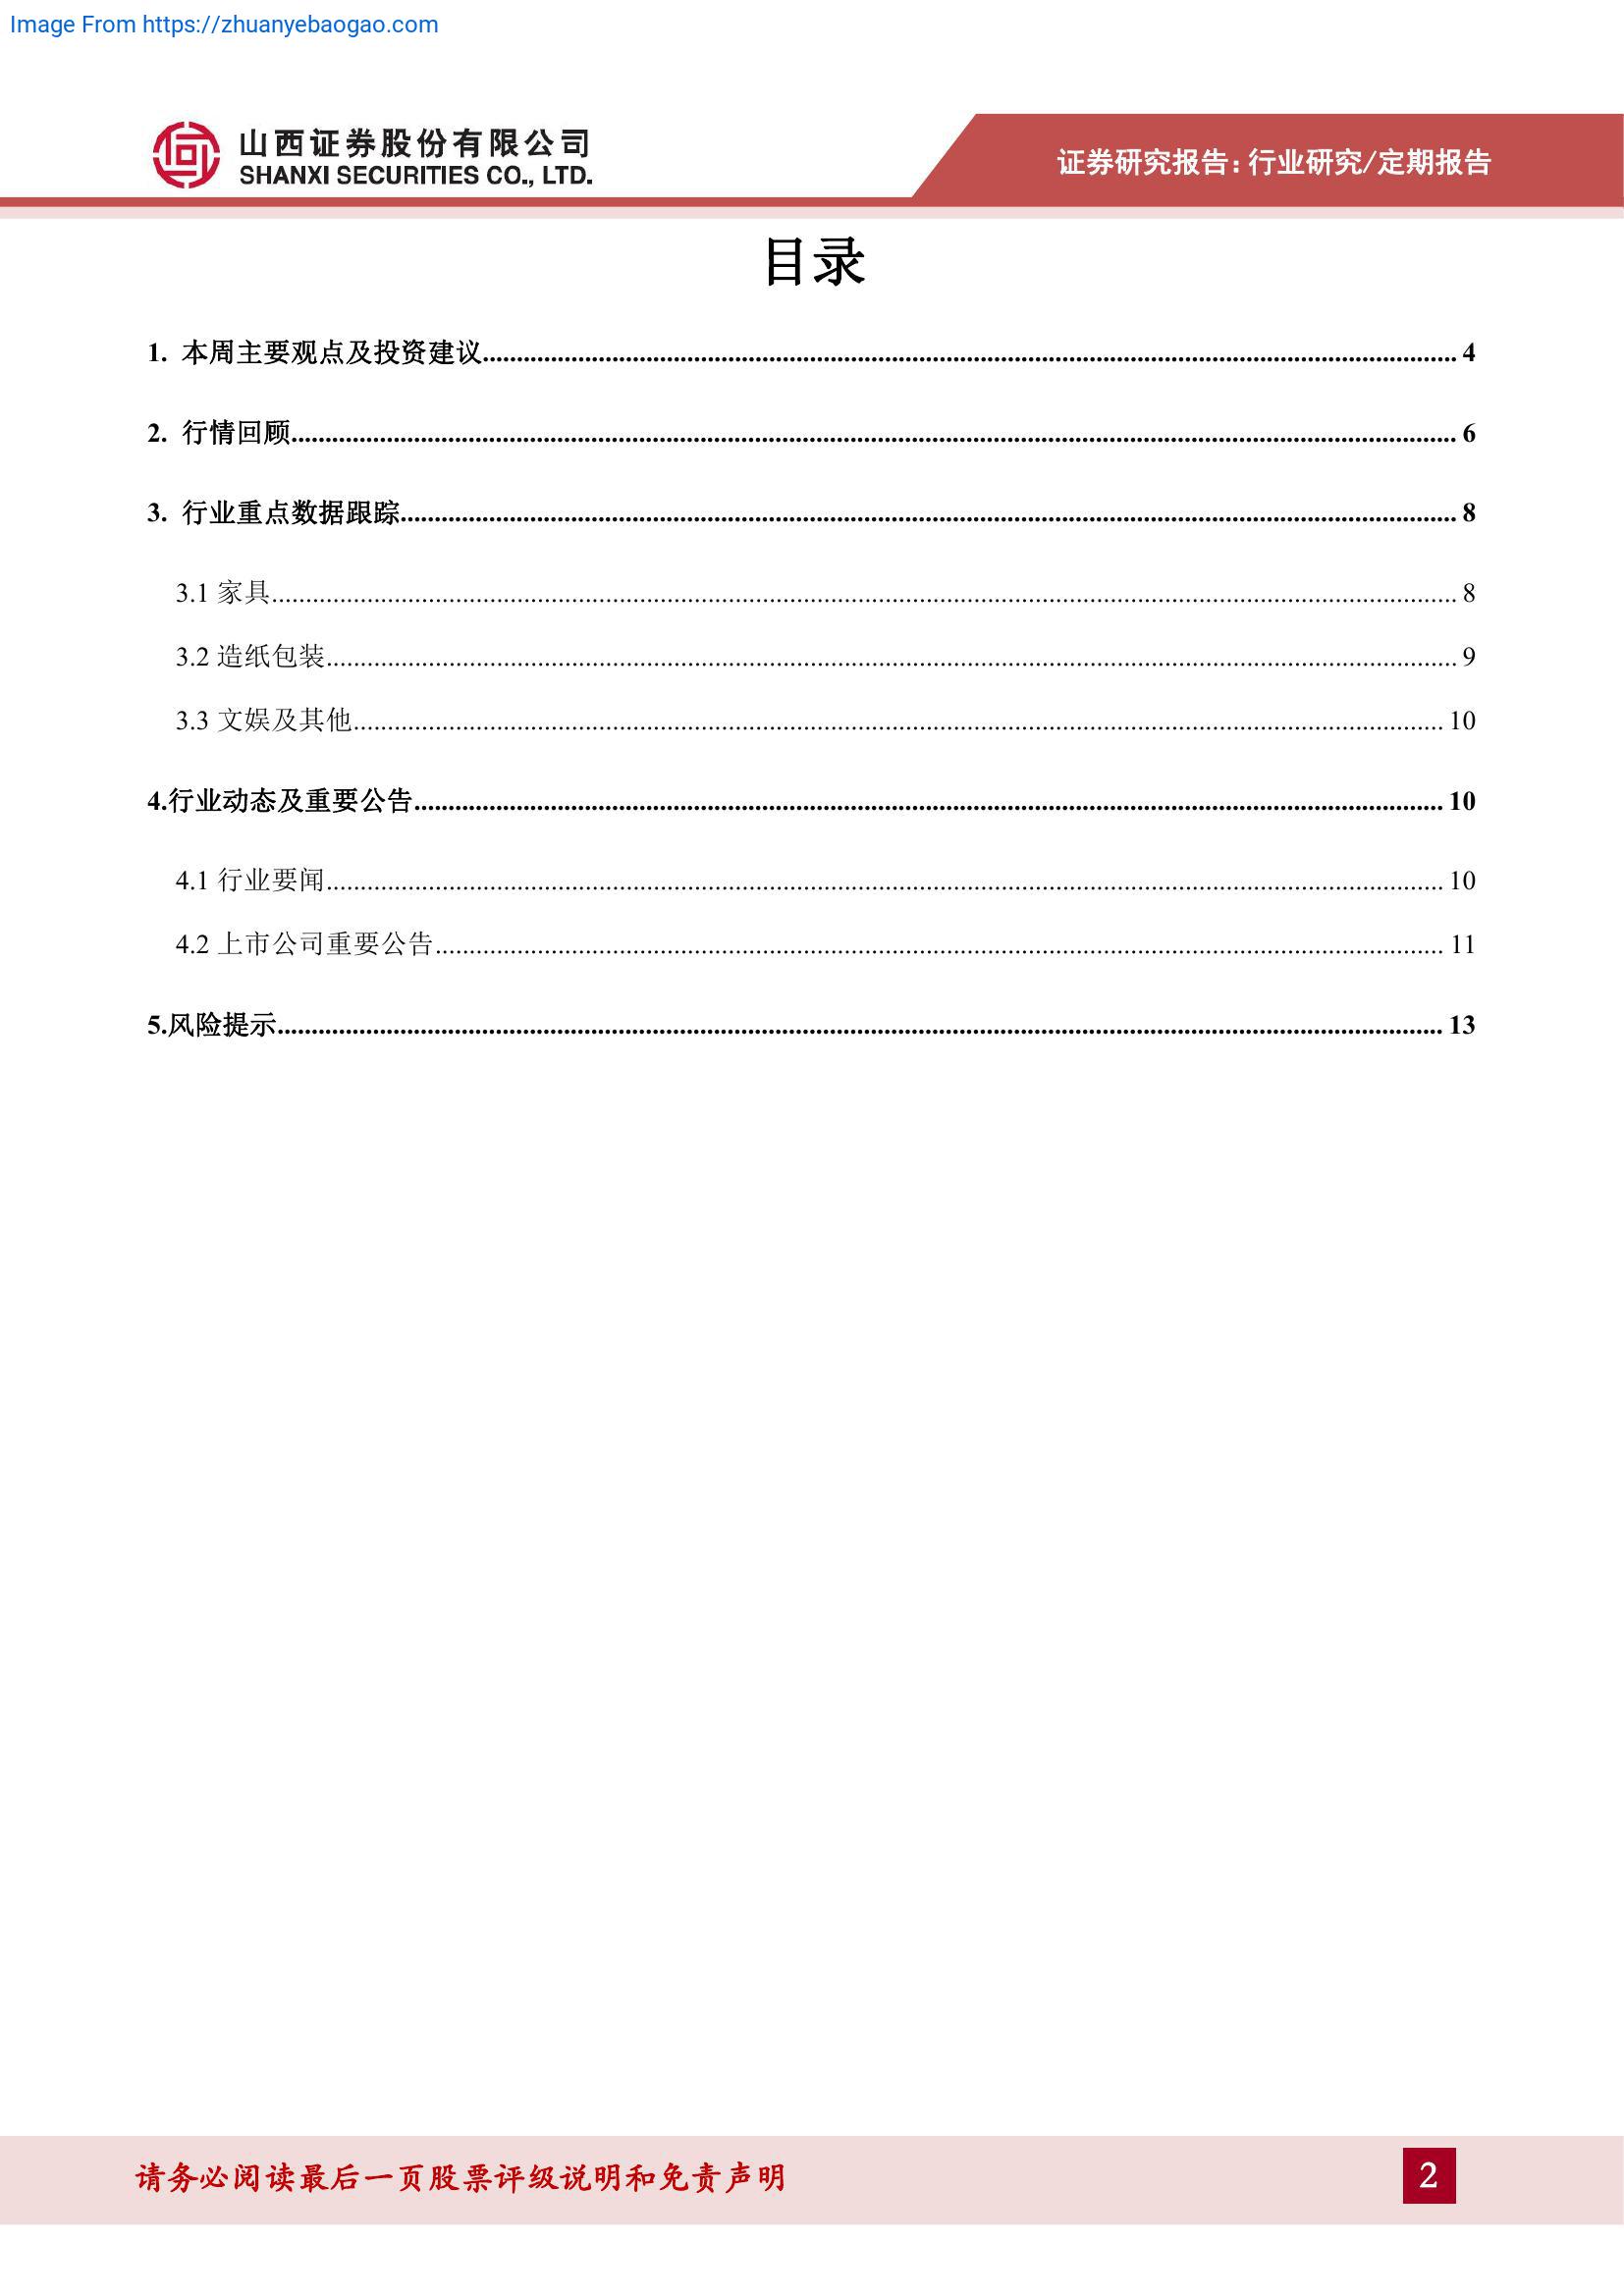 Image From https://zhuanyebaogao.com
山西证券股份有限公司
SHANXI SECURITIES CO., LTD.
证券研究报告：行业研究/定期报告
目录
1. 本周主要观点及投资建议........ 4
2. 行情回顾........ 6
3. 行业重点数据跟踪........ 8
3.1 家具........ 8
3.2 造纸包装........ 9
3.3 文娱及其他........ 10
4.行业动态及重要公告........ 10
4.1 行业要闻........ 10
4.2 上市公司重要公告........ 11
5.风险提示........ 13
请务必阅读最后一页股票评级说明和免责声明
2